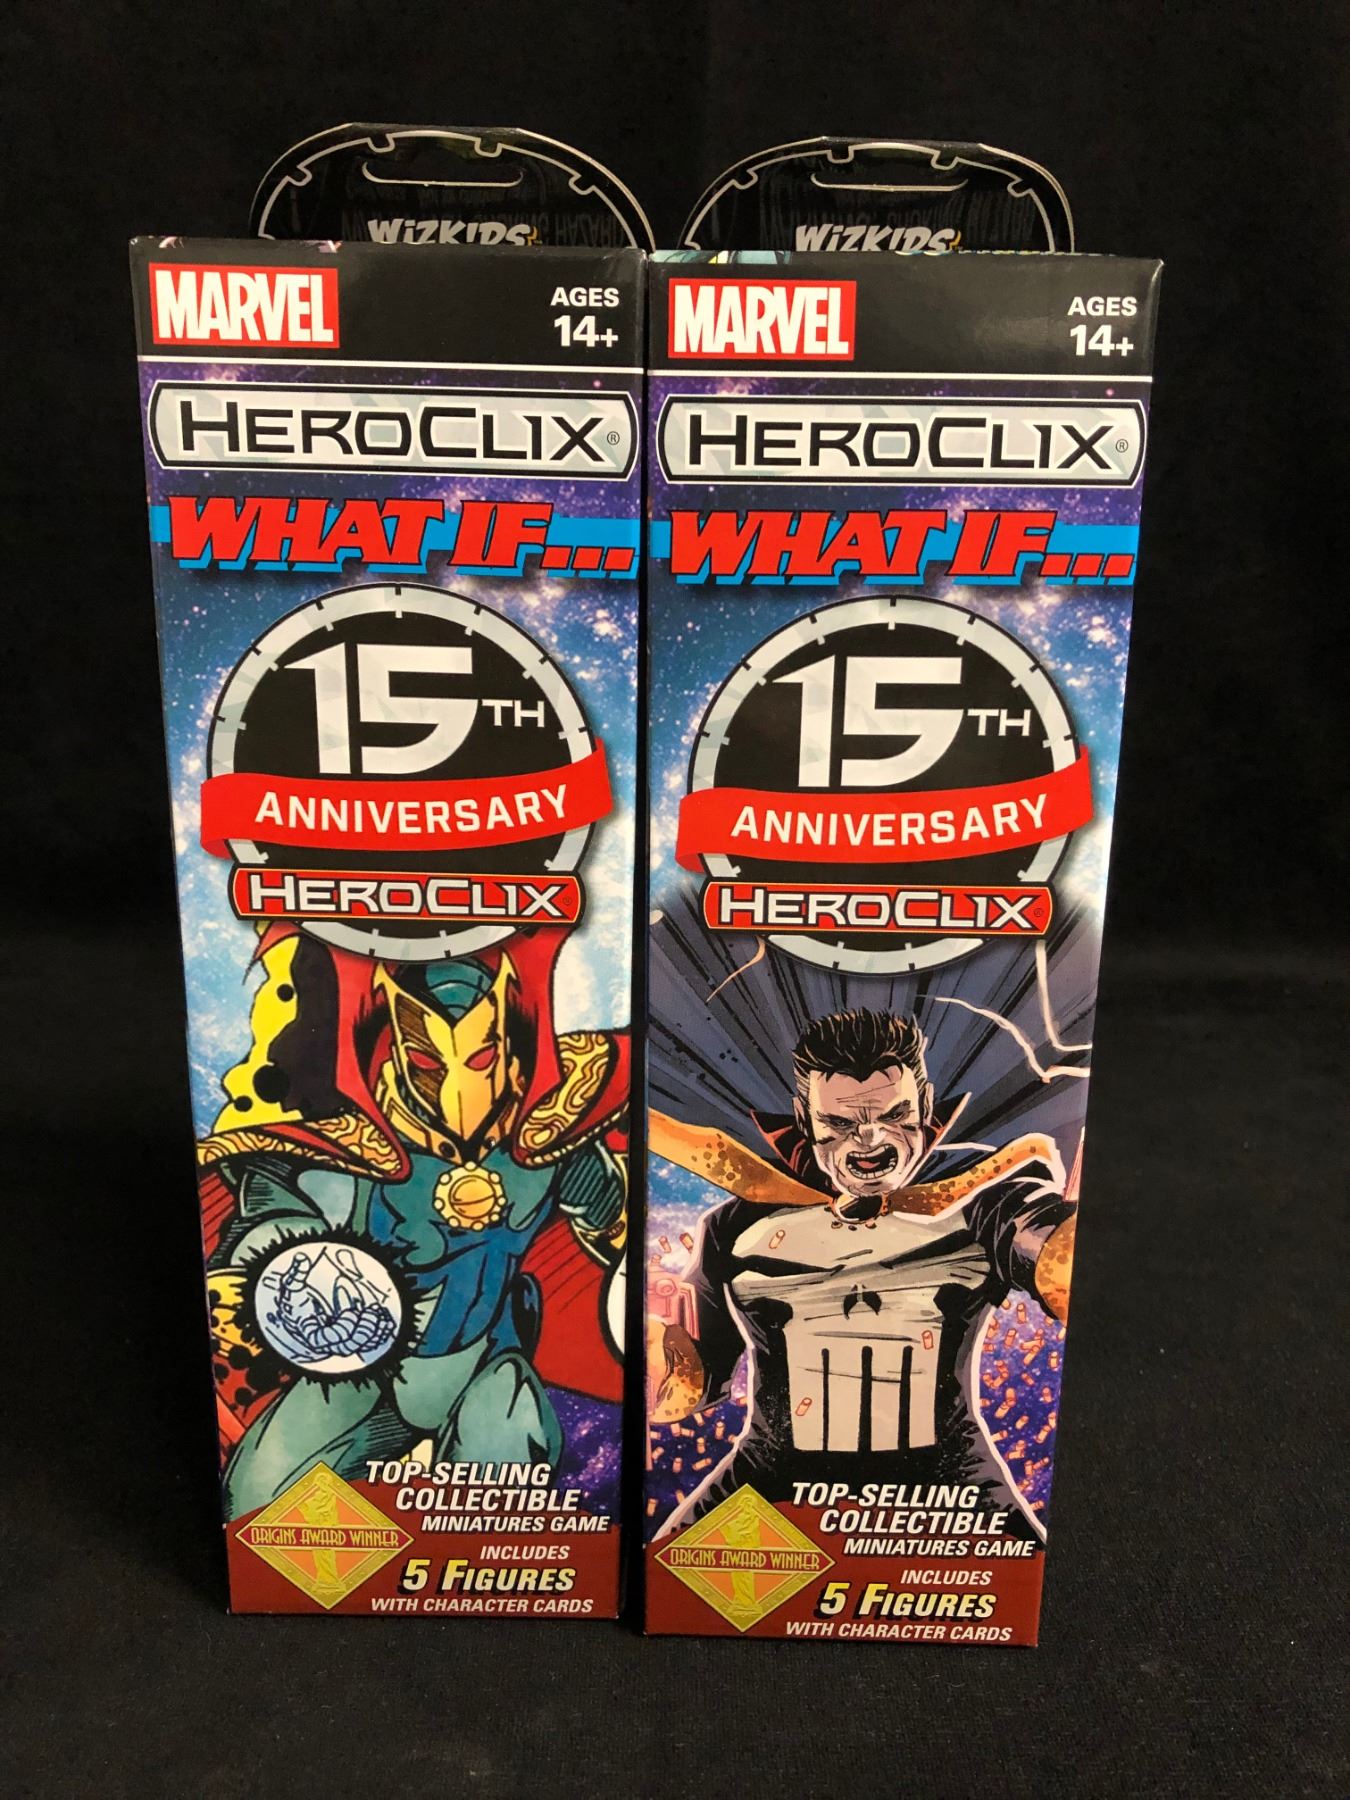 WIZKIDS
MARVEL
AGES
14+
HEROCLIX®
WHAT IF...
15TH
ANNIVERSARY
HEROCLIX®
TOP-SELLING
COLLECTIBLE
MINIATURES GAME
ORIGINS AWARD WINNER
INCLUDES
5 FIGURES
WITH CHARACTER CARDS
WIZKIDS
MARVEL
AGES
14+
HEROCLIX®
WHAT IF...
15TH
ANNIVERSARY
HEROCLIX®
TOP-SELLING
COLLECTIBLE
MINIATURES GAME
ORIGINS AWARD WINNER
INCLUDES
5 FIGURES
WITH CHARACTER CARDS